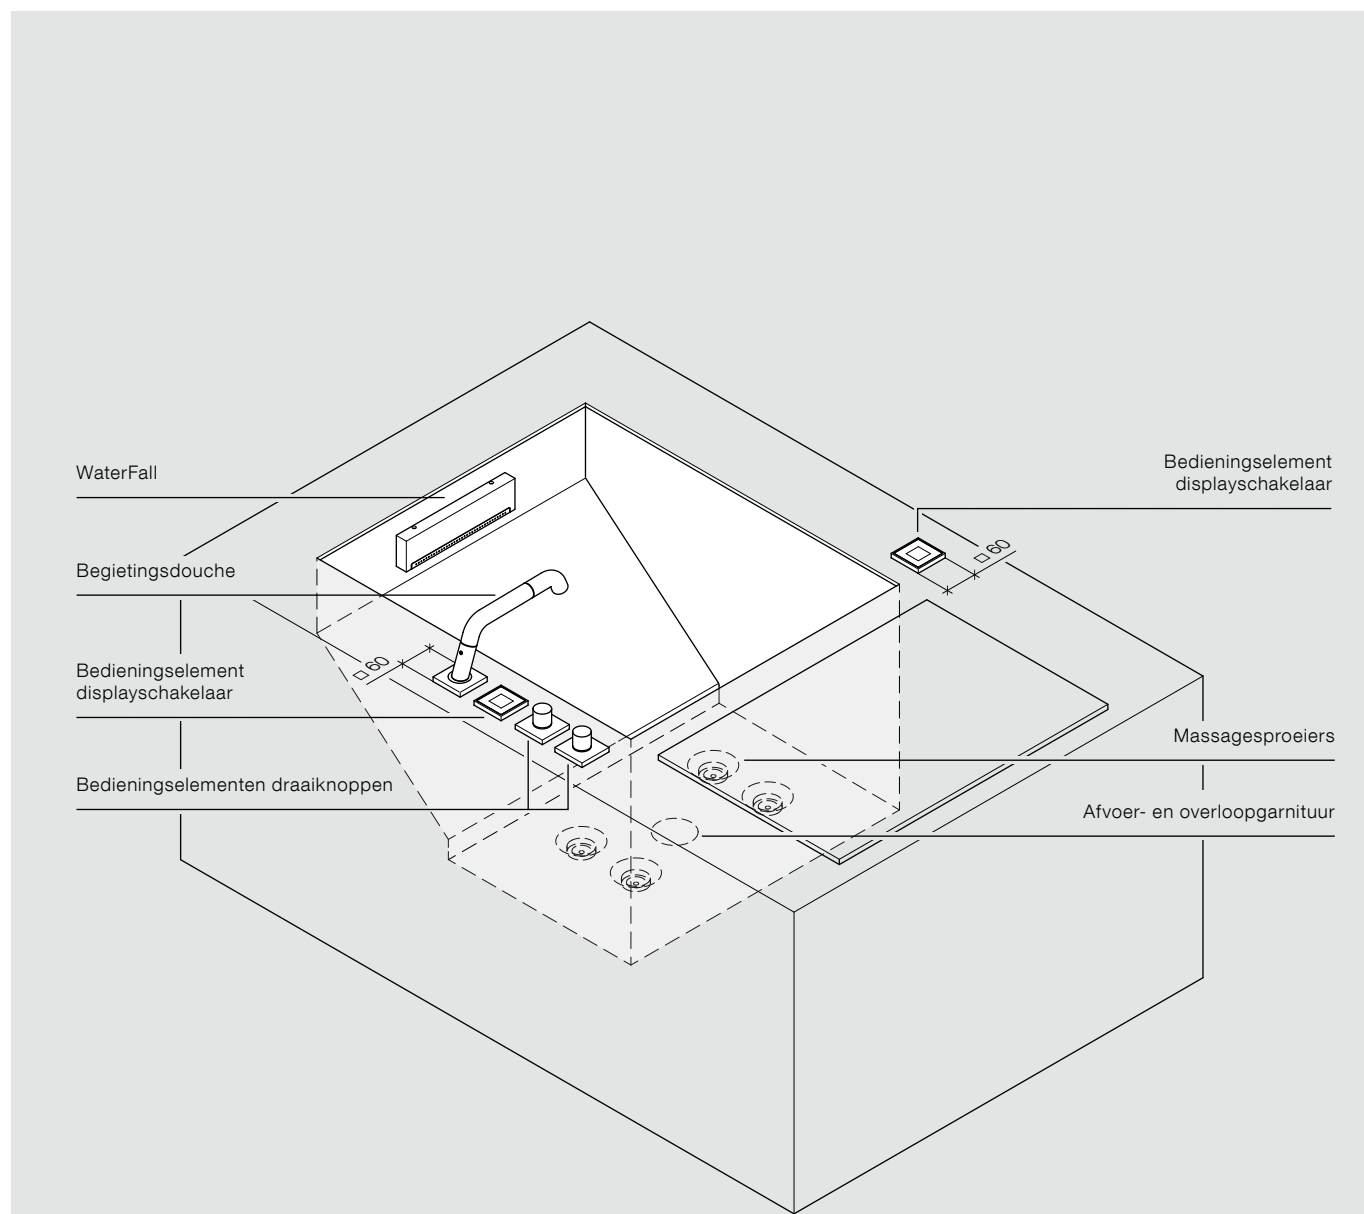 Bedieningselement
displayschakelaar
WaterFall
□ 60
Begietingsdouche
□ 60
Bedieningselement
displayschakelaar
Massagesproeiers
Bedieningselementen draaiknoppen
Afvoer- en overloopgarnituur